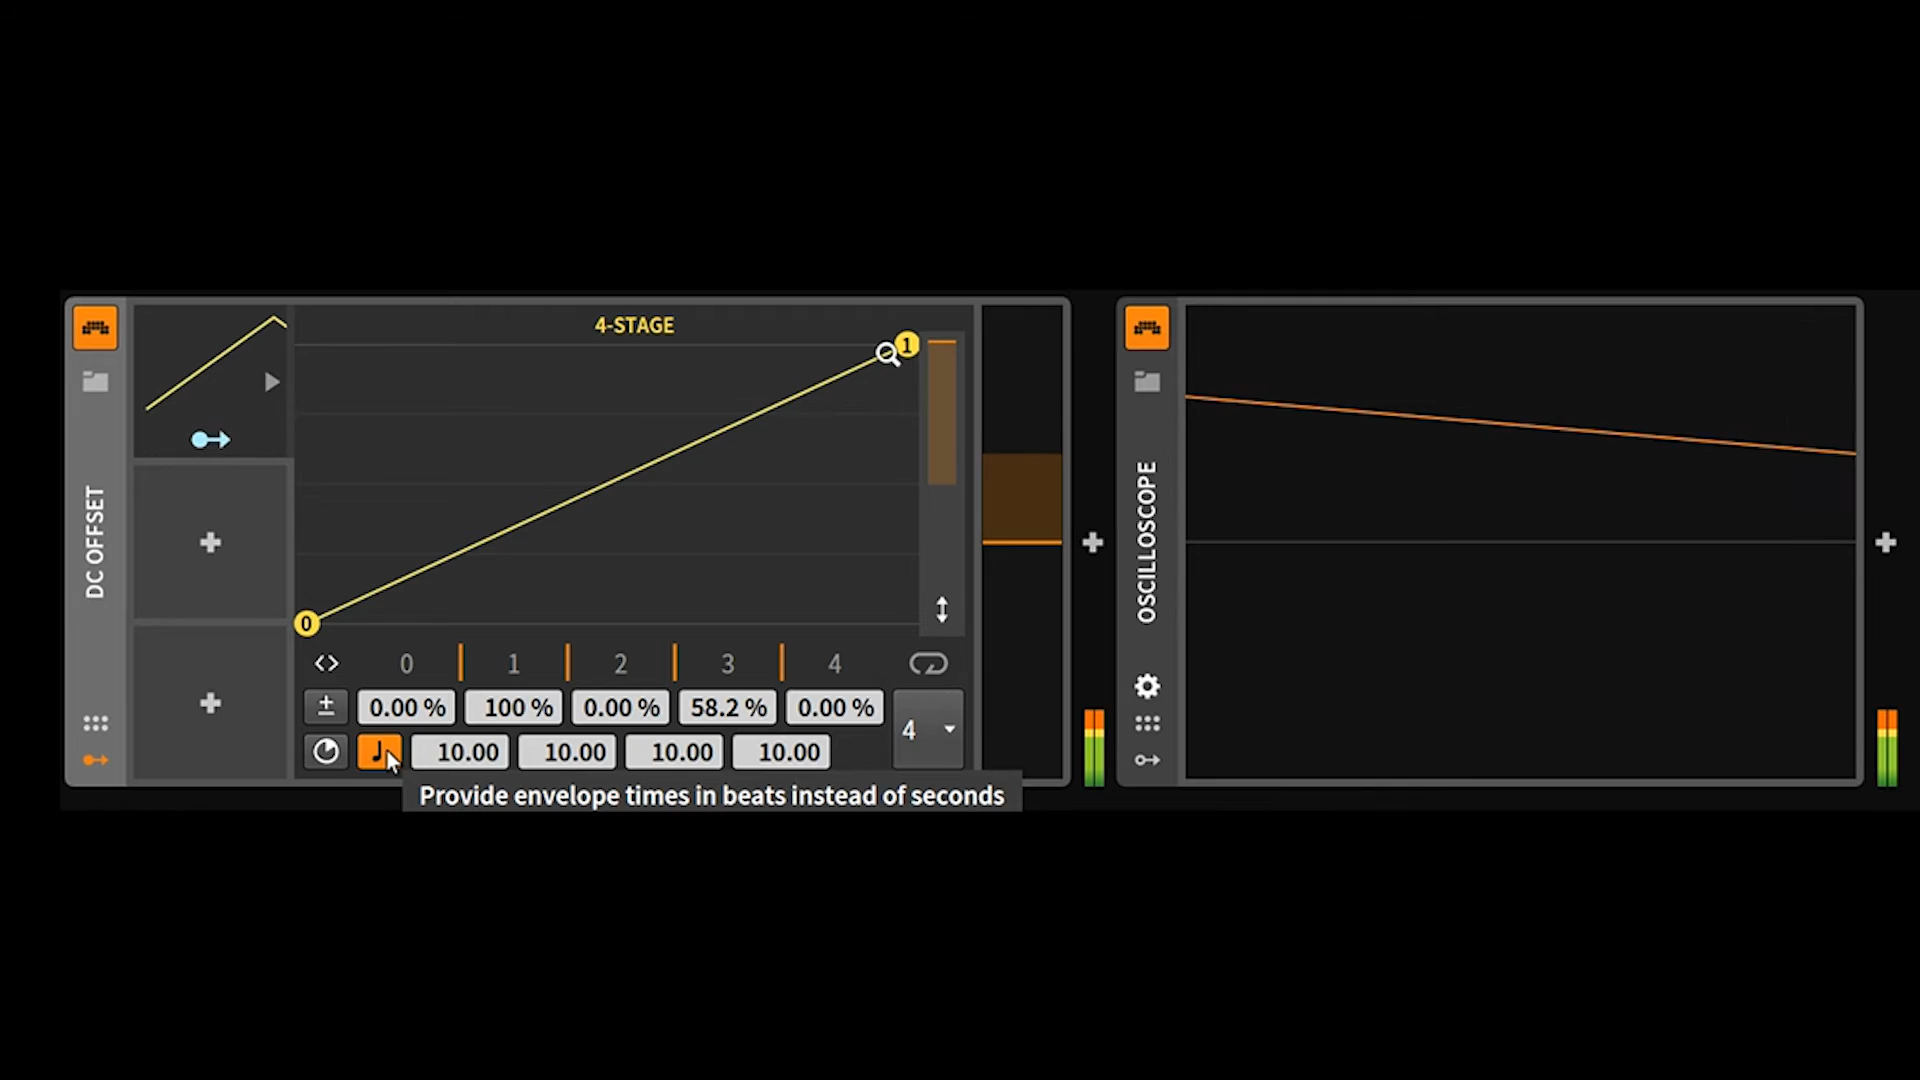 4-STAGE
1
0
DC OFFSET
OSCILLOSCOPE
0 1 2 3 4
0.00 % 100 % 0.00 % 58.2 % 0.00 %
4
10.00 10.00 10.00 10.00
Provide envelope times in beats instead of seconds